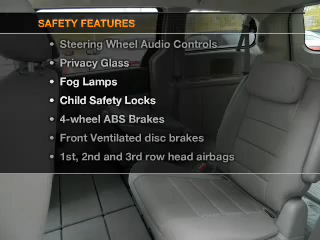 SAFETY FEATURES
• Steering Wheel Audio Controls
• Privacy Glass
• Fog Lamps
• Child Safety Locks
• 4-wheel ABS Brakes
• Front Ventilated disc brakes
• 1st, 2nd and 3rd row head airbags